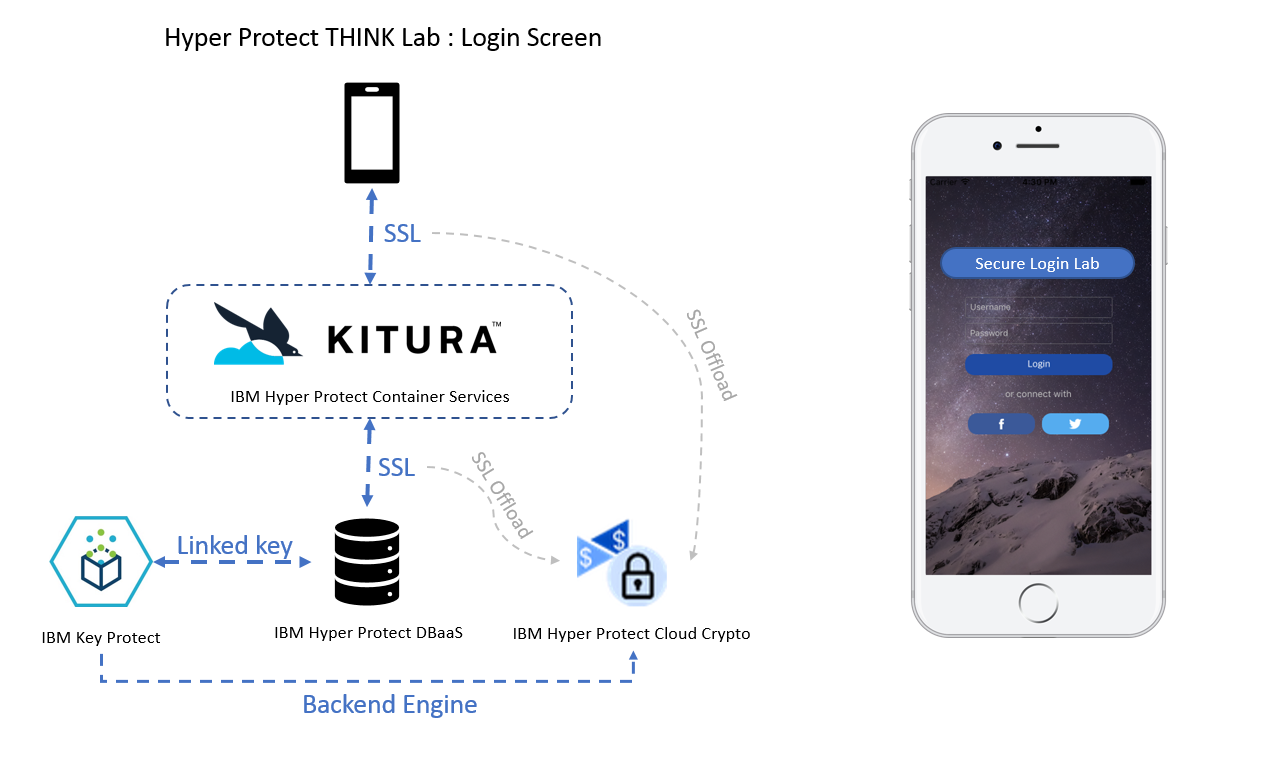 Hyper Protect THINK Lab : Login Screen
SSL
SSL Offload
KITURA™
IBM Hyper Protect Container Services
SSL
SSL Offload
Linked key
IBM Key Protect
IBM Hyper Protect DBaaS
$
$
IBM Hyper Protect Cloud Crypto
Backend Engine
Carrier 4:30 PM
Secure Login Lab
Username
Password
Login
or connect with
f